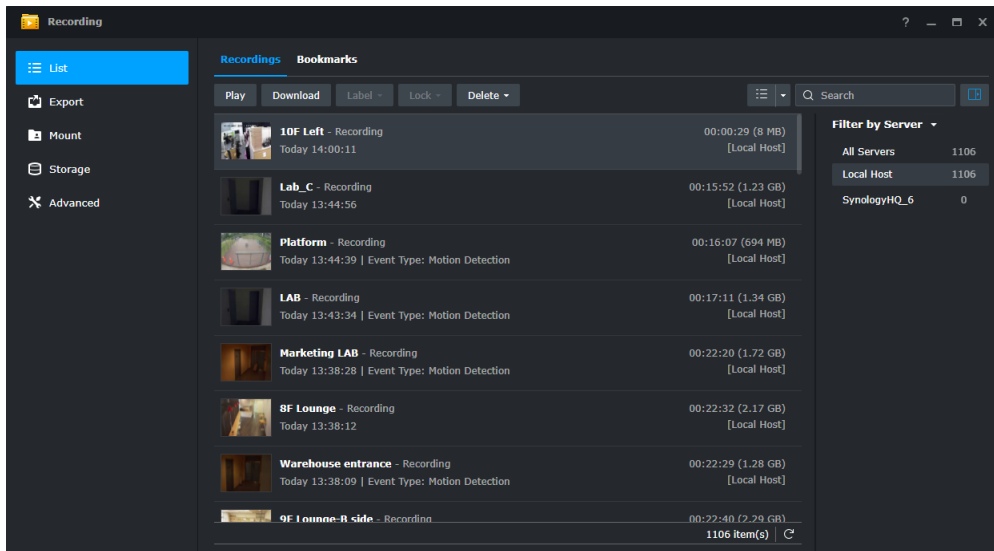 Recording
?
List
Export
Mount
Storage
Advanced
Recordings Bookmarks
Play Download Label Lock Delete
Search
10F Left - Recording
00:00:29 (8 MB)
Today 14:00:11
[Local Host]
Lab_C - Recording
00:15:52 (1.23 GB)
Today 13:44:56
[Local Host]
Platform - Recording
00:16:07 (694 MB)
Today 13:44:39 | Event Type: Motion Detection
[Local Host]
LAB - Recording
00:17:11 (1.34 GB)
Today 13:43:34 | Event Type: Motion Detection
[Local Host]
Marketing LAB - Recording
00:22:20 (1.72 GB)
Today 13:38:28 | Event Type: Motion Detection
[Local Host]
8F Lounge - Recording
00:22:32 (2.17 GB)
Today 13:38:12
[Local Host]
Warehouse entrance - Recording
00:22:29 (1.28 GB)
Today 13:38:09 | Event Type: Motion Detection
[Local Host]
9F Lounge-B side - Recording
00:22:40 (2.29 GB)
1106 item(s)
Filter by Server
All Servers 1106
Local Host 1106
SynologyHQ_6 0